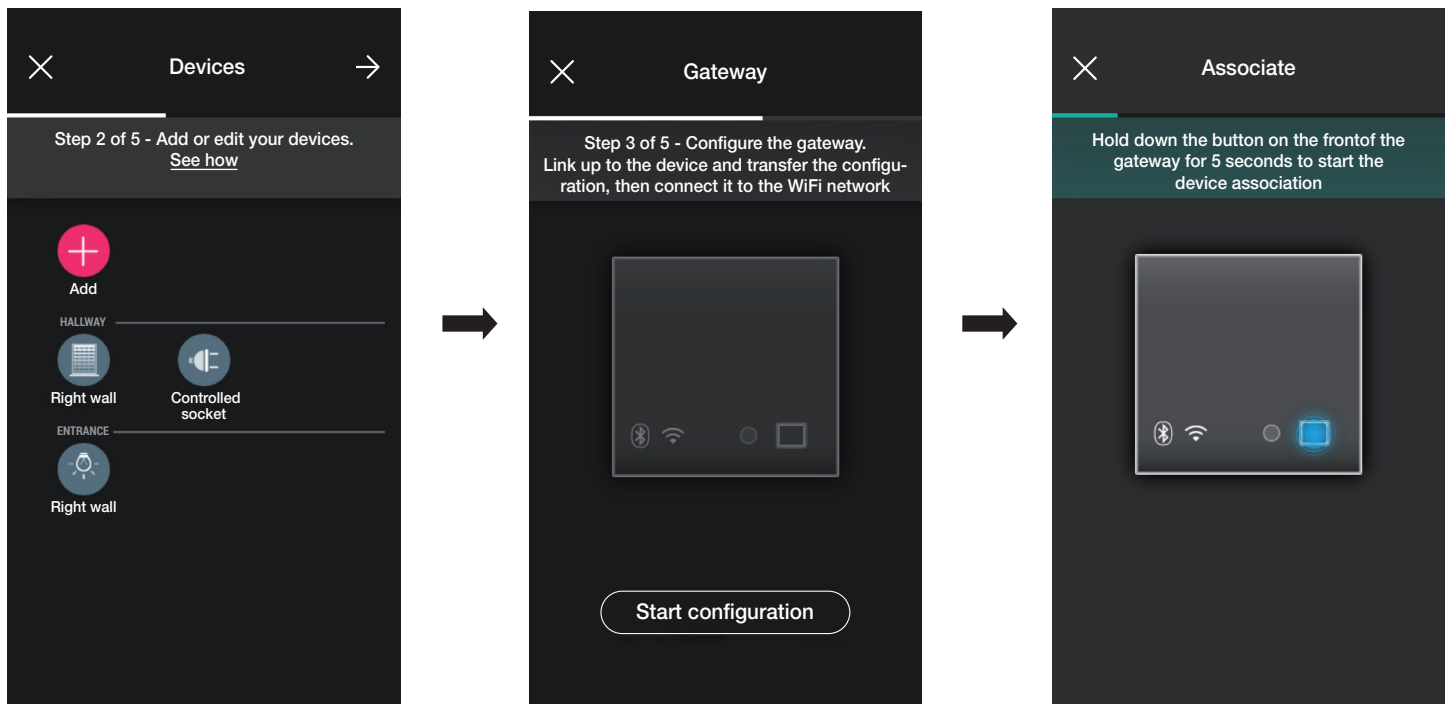 Devices
Step 2 of 5 - Add or edit your devices.
See how
Add
HALLWAY
Right wall
Controlled
socket
ENTRANCE
Right wall
Gateway
Step 3 of 5 - Configure the gateway.
Link up to the device and transfer the configu-
ration, then connect it to the WiFi network
Start configuration
Associate
Hold down the button on the frontof the
gateway for 5 seconds to start the
device association